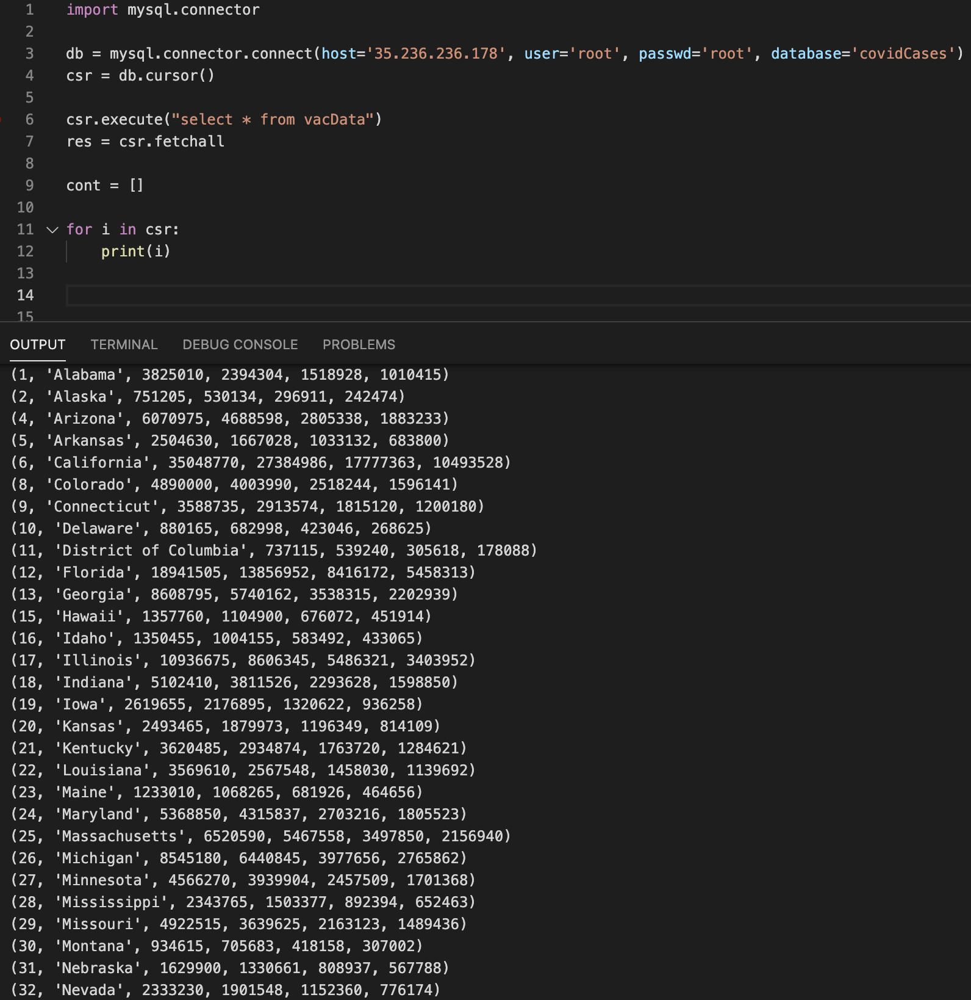 1 import mysql.connector
2
3 db = mysql.connector.connect(host='35.236.236.178', user='root', passwd='root', database='covidCases')
4 csr = db.cursor()
5
6 csr.execute("select * from vacData")
7 res = csr.fetchall
8
9 cont = []
10
11 for i in csr:
12     print(i)
13
14
15
OUTPUT TERMINAL DEBUG CONSOLE PROBLEMS
(1, 'Alabama', 3825010, 2394304, 1518928, 1010415)
(2, 'Alaska', 751205, 530134, 296911, 242474)
(4, 'Arizona', 6070975, 4688598, 2805338, 1883233)
(5, 'Arkansas', 2504630, 1667028, 1033132, 683800)
(6, 'California', 35048770, 27384986, 17777363, 10493528)
(8, 'Colorado', 4890000, 4003990, 2518244, 1596141)
(9, 'Connecticut', 3588735, 2913574, 1815120, 1200180)
(10, 'Delaware', 880165, 682998, 423046, 268625)
(11, 'District of Columbia', 737115, 539240, 305618, 178088)
(12, 'Florida', 18941505, 13856952, 8416172, 5458313)
(13, 'Georgia', 8608795, 5740162, 3538315, 2202939)
(15, 'Hawaii', 1357760, 1104900, 676072, 451914)
(16, 'Idaho', 1350455, 1004155, 583492, 433065)
(17, 'Illinois', 10936675, 8606345, 5486321, 3403952)
(18, 'Indiana', 5102410, 3811526, 2293628, 1598850)
(19, 'Iowa', 2619655, 2176895, 1320622, 936258)
(20, 'Kansas', 2493465, 1879973, 1196349, 814109)
(21, 'Kentucky', 3620485, 2934874, 1763720, 1284621)
(22, 'Louisiana', 3569610, 2567548, 1458030, 1139692)
(23, 'Maine', 1233010, 1068265, 681926, 464656)
(24, 'Maryland', 5368850, 4315837, 2703216, 1805523)
(25, 'Massachusetts', 6520590, 5467558, 3497850, 2156940)
(26, 'Michigan', 8545180, 6440845, 3977656, 2765862)
(27, 'Minnesota', 4566270, 3939904, 2457509, 1701368)
(28, 'Mississippi', 2343765, 1503377, 892394, 652463)
(29, 'Missouri', 4922515, 3639625, 2163123, 1489436)
(30, 'Montana', 934615, 705683, 418158, 307002)
(31, 'Nebraska', 1629900, 1330661, 808937, 567788)
(32, 'Nevada', 2333230, 1901548, 1152360, 776174)